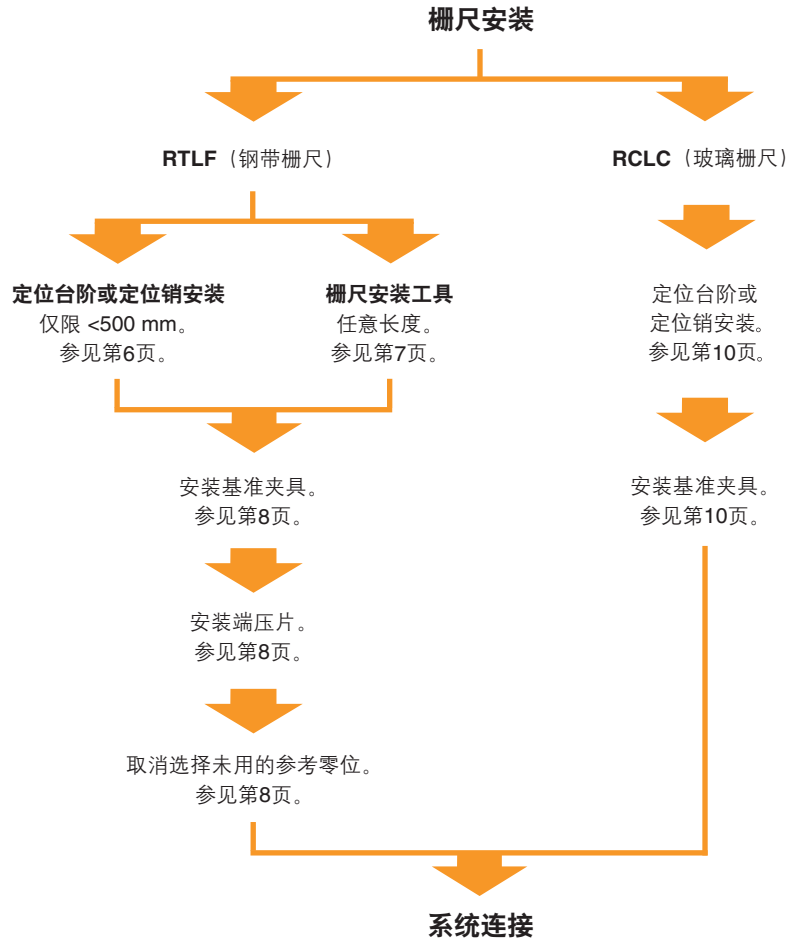 栅尺安装
RTLF（钢带栅尺）
RCLC（玻璃栅尺）
定位台阶或定位销安装
仅限 <500 mm。
参见第6页。
栅尺安装工具
任意长度。
参见第7页。
定位台阶或
定位销安装。
参见第10页。
安装基准夹具。
参见第8页。
安装基准夹具。
参见第10页。
安装端压片。
参见第8页。
取消选择未用的参考零位。
参见第8页。
系统连接